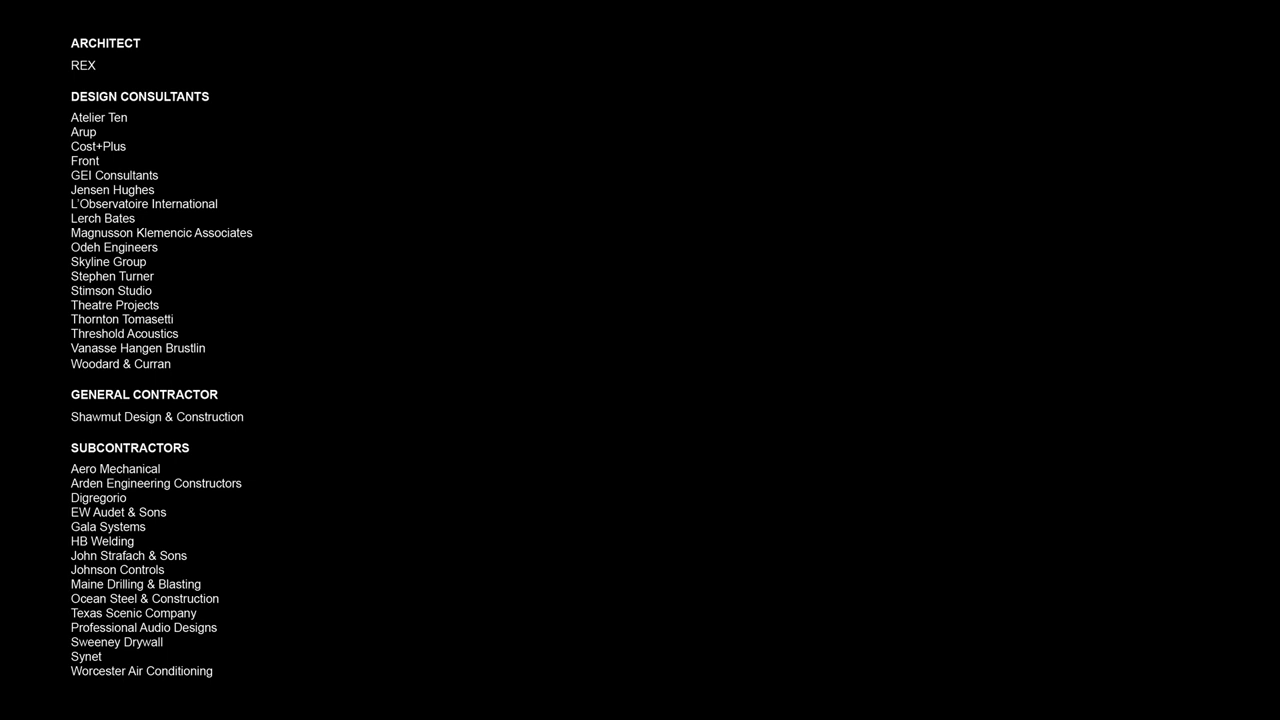 ARCHITECT
REX
DESIGN CONSULTANTS
Atelier Ten
Arup
Cost+Plus
Front
GEI Consultants
Jensen Hughes
L’Observatoire International
Lerch Bates
Magnusson Klemencic Associates
Odeh Engineers
Skyline Group
Stephen Turner
Stimson Studio
Theatre Projects
Thornton Tomasetti
Threshold Acoustics
Vanasse Hangen Brustlin
Woodard & Curran
GENERAL CONTRACTOR
Shawmut Design & Construction
SUBCONTRACTORS
Aero Mechanical
Arden Engineering Constructors
Digregorio
EW Audet & Sons
Gala Systems
HB Welding
John Strafach & Sons
Johnson Controls
Maine Drilling & Blasting
Ocean Steel & Construction
Texas Scenic Company
Professional Audio Designs
Sweeney Drywall
Synet
Worcester Air Conditioning